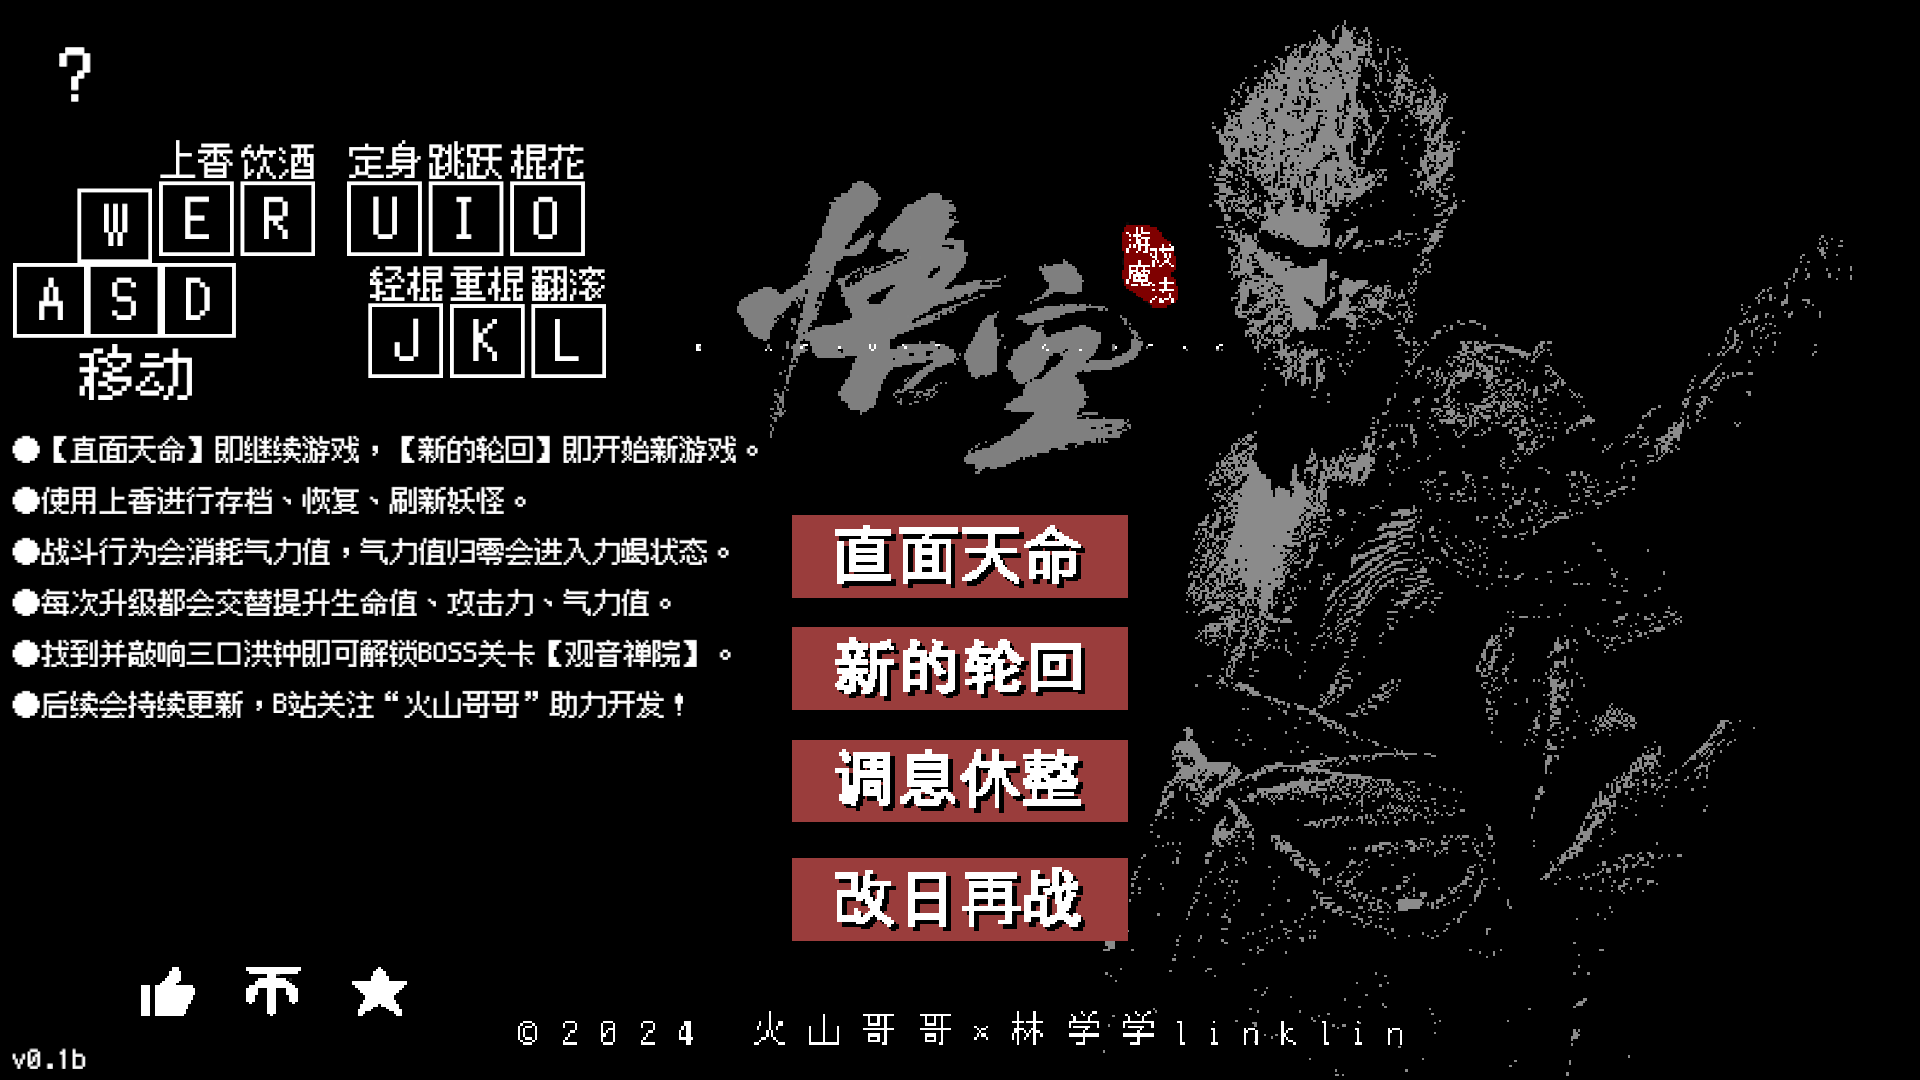 ?
上香 饮酒 定身 跳跃 棍花
W E R U I O
轻棍 重棍 翻滚
A S D J K L
移动
●【直面天命】即继续游戏，【新的轮回】即开始新游戏。
●使用上香进行存档、恢复、刷新妖怪。
●战斗行为会消耗气力值，气力值归零会进入力竭状态。
●每次升级都会交替提升生命值、攻击力、气力值。
●找到并敲响三口洪钟即可解锁BOSS关卡【观音禅院】。
●后续会持续更新，B站关注“火山哥哥”助力开发！
悟空
游戏
魔法
直面天命
新的轮回
调息休整
改日再战
©2024 火山哥哥×林学学linklin
v0.1b